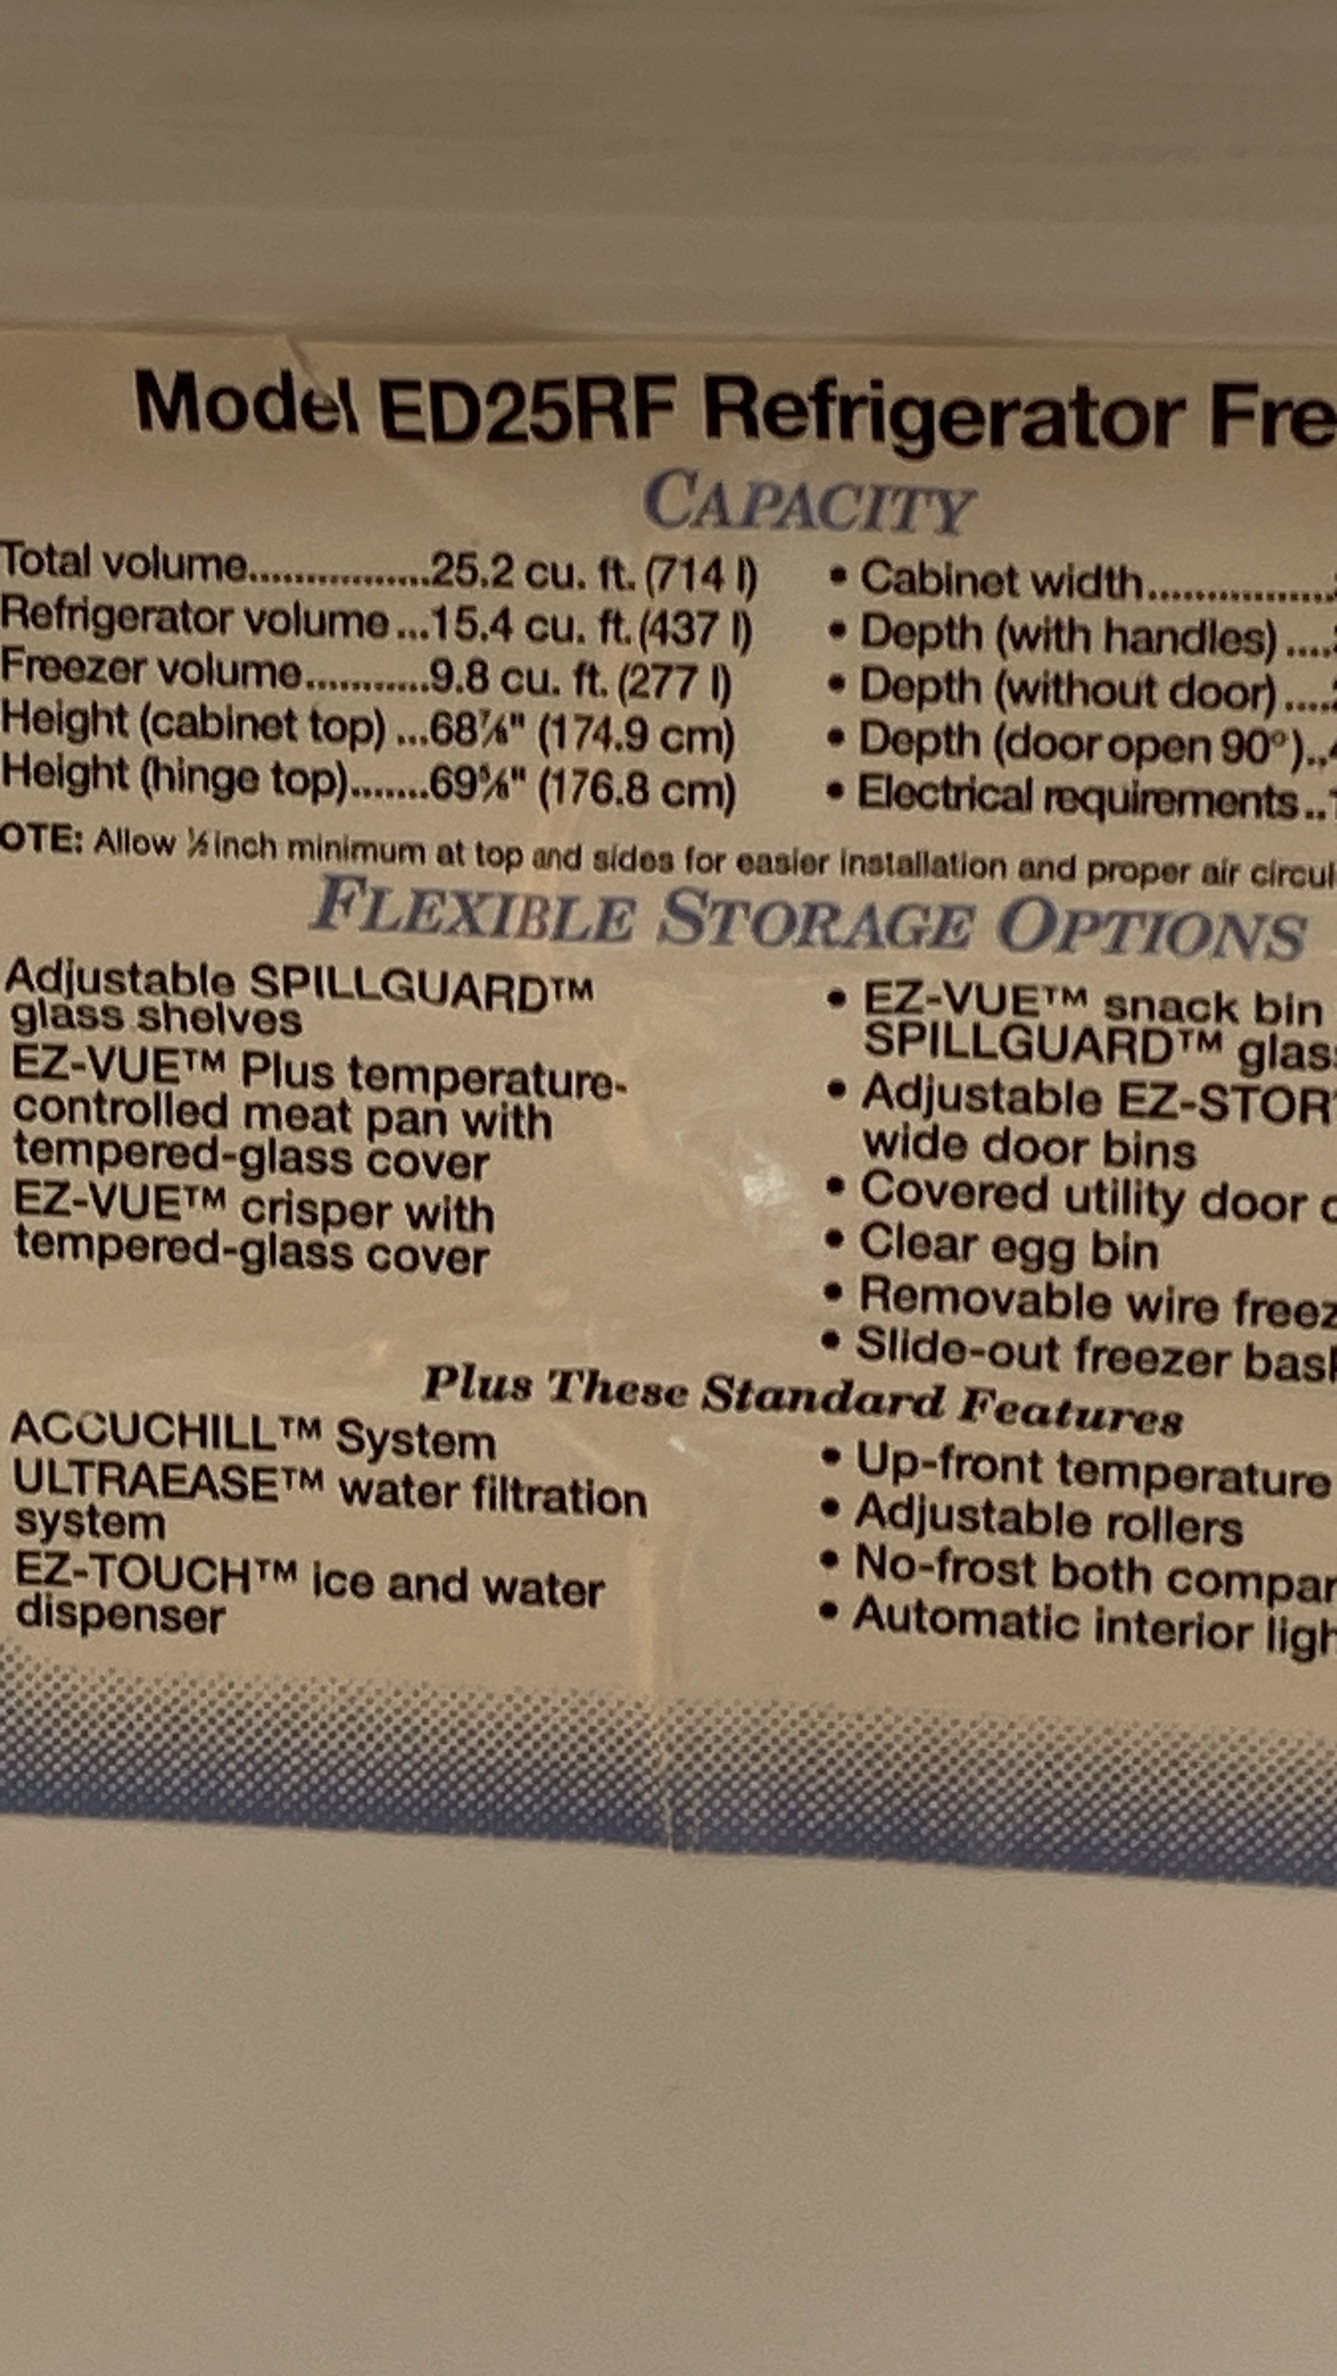 Model ED25RF Refrigerator Fre
CAPACITY
Total volume................25.2 cu. ft. (714 l)
Refrigerator volume ...15.4 cu. ft. (437 l)
Freezer volume...........9.8 cu. ft. (277 l)
Height (cabinet top) ...68⅞" (174.9 cm)
Height (hinge top).......69⅝" (176.8 cm)
• Cabinet width................
• Depth (with handles) ....
• Depth (without door) ....
• Depth (door open 90°)..
• Electrical requirements..
OTE: Allow ½ inch minimum at top and sides for easier installation and proper air circul
FLEXIBLE STORAGE OPTIONS
Adjustable SPILLGUARD™
glass shelves
EZ-VUE™ Plus temperature-
controlled meat pan with
tempered-glass cover
EZ-VUE™ crisper with
tempered-glass cover
• EZ-VUE™ snack bin
SPILLGUARD™ glas
• Adjustable EZ-STOR
wide door bins
• Covered utility door
• Clear egg bin
• Removable wire freez
• Slide-out freezer bas
Plus These Standard Features
ACCUCHILL™ System
ULTRAEASE™ water filtration
system
EZ-TOUCH™ ice and water
dispenser
• Up-front temperature
• Adjustable rollers
• No-frost both compar
• Automatic interior ligh